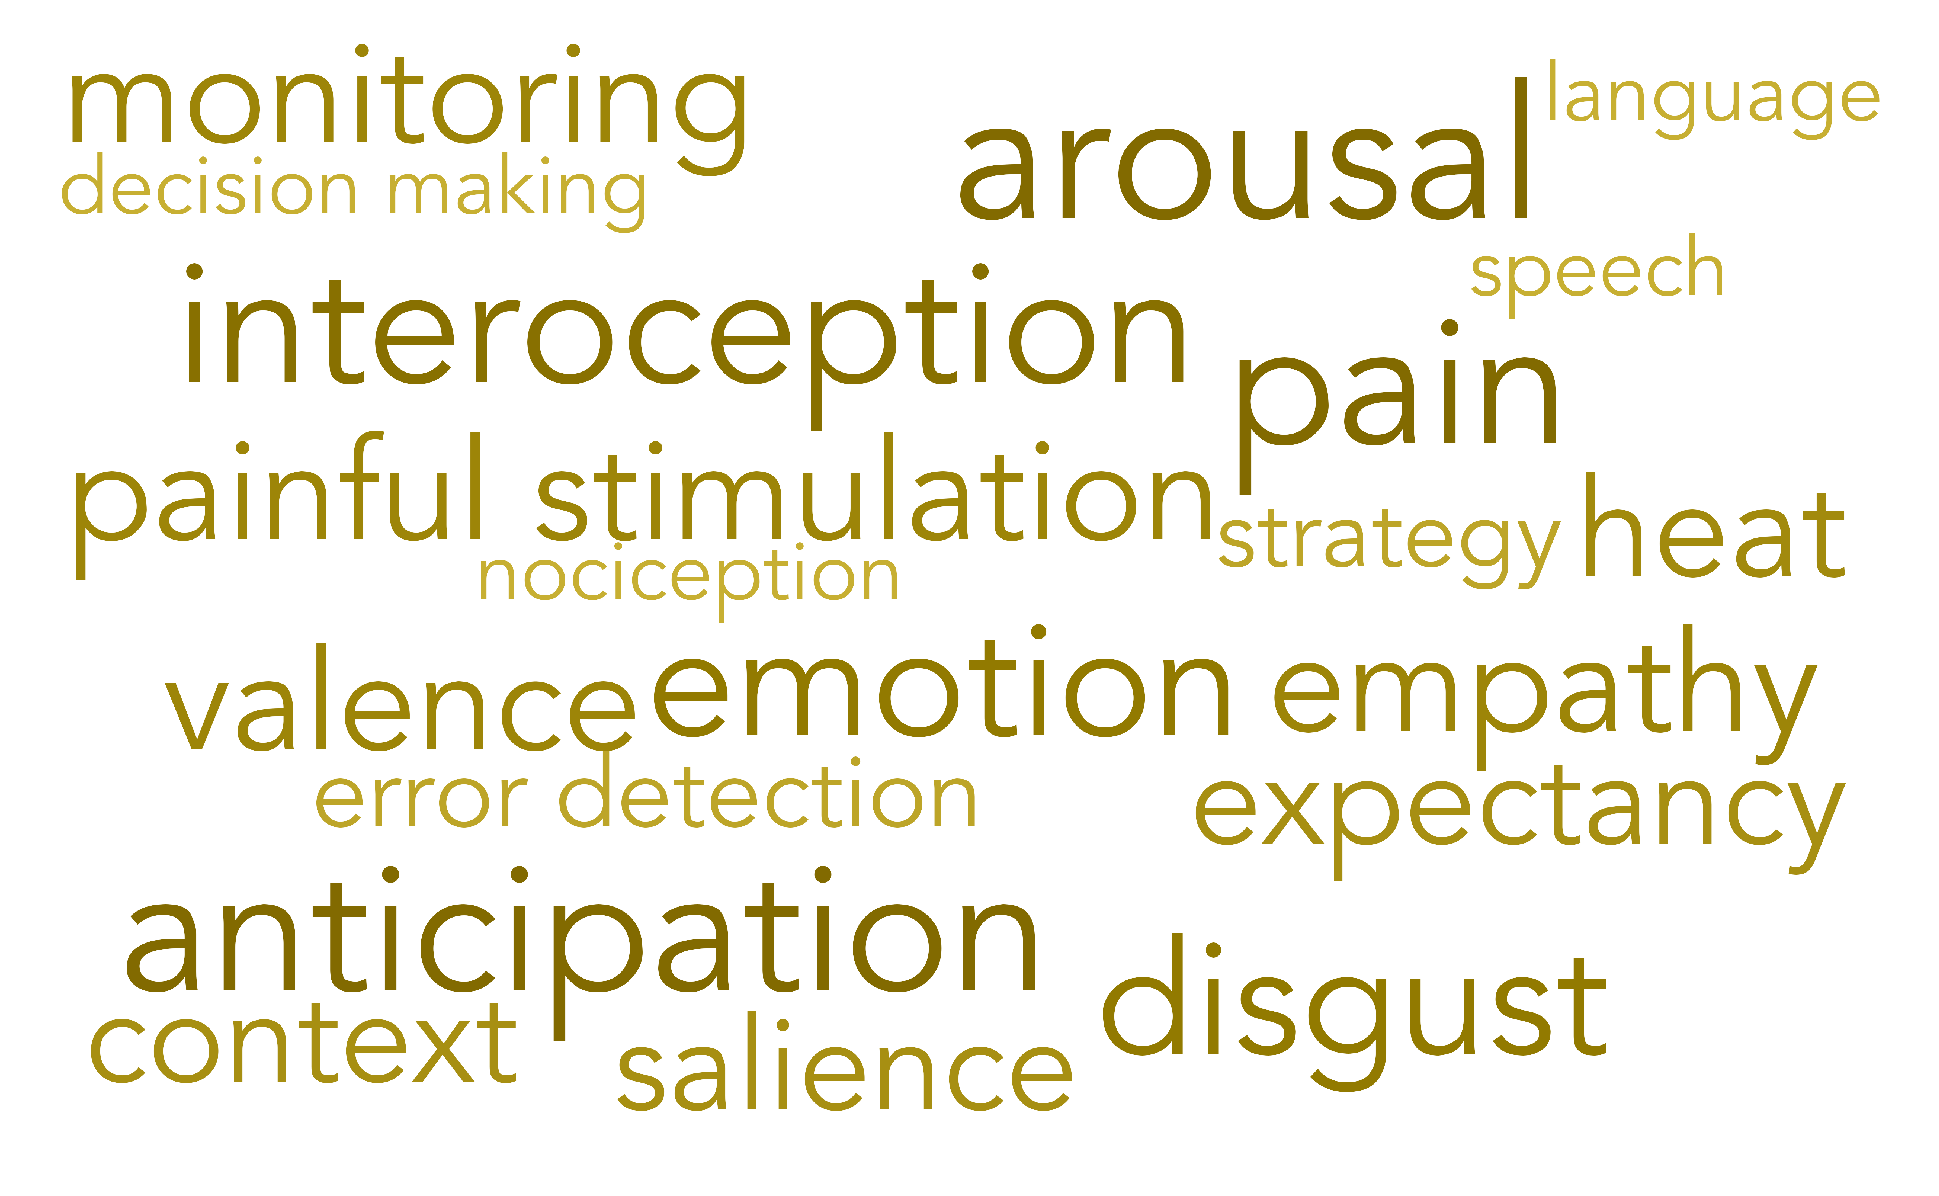 monitoring
arousal
language
decision making
speech
interoception
pain
painful stimulation
strategy
heat
nociception
valence
emotion
empathy
error detection
expectancy
anticipation
disgust
context
salience